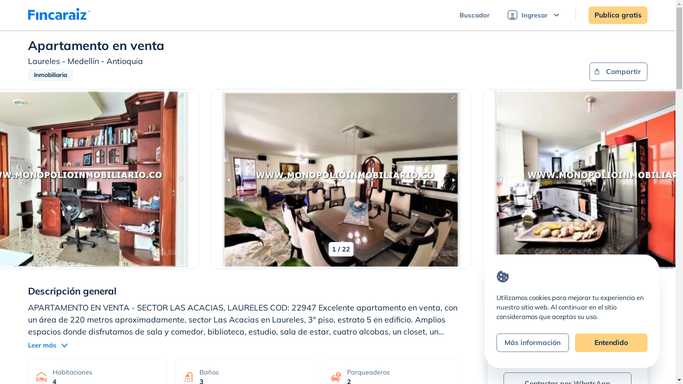 Fincaraíz
Buscador
Ingresar
Publica gratis
Apartamento en venta
Laureles - Medellín - Antioquia
Inmobiliaria
Compartir
WWW.MONOPOLIOINMOBILIARIO.CO
WWW.MONOPOLIOINMOBILIARIO.CO
WWW.MONOPOLIOINMOBILIARIO
1 / 22
Descripción general
APARTAMENTO EN VENTA - SECTOR LAS ACACIAS, LAURELES COD: 22947 Excelente apartamento en venta, con
un área de 220 metros aproximadamente, sector Las Acacias en Laureles, 3° piso, estrato 5 en edificio. Amplios
espacios donde disfrutamos de sala y comedor, biblioteca, estudio, sala de estar, cuatro alcobas, un closet, un...
Leer más
Habitaciones
4
Baños
3
Parqueaderos
2
Utilizamos cookies para mejorar tu experiencia en
nuestro sitio web. Al continuar en el sitio
consideramos que aceptas su uso.
Más información
Entendido
Contactar por WhatsApp